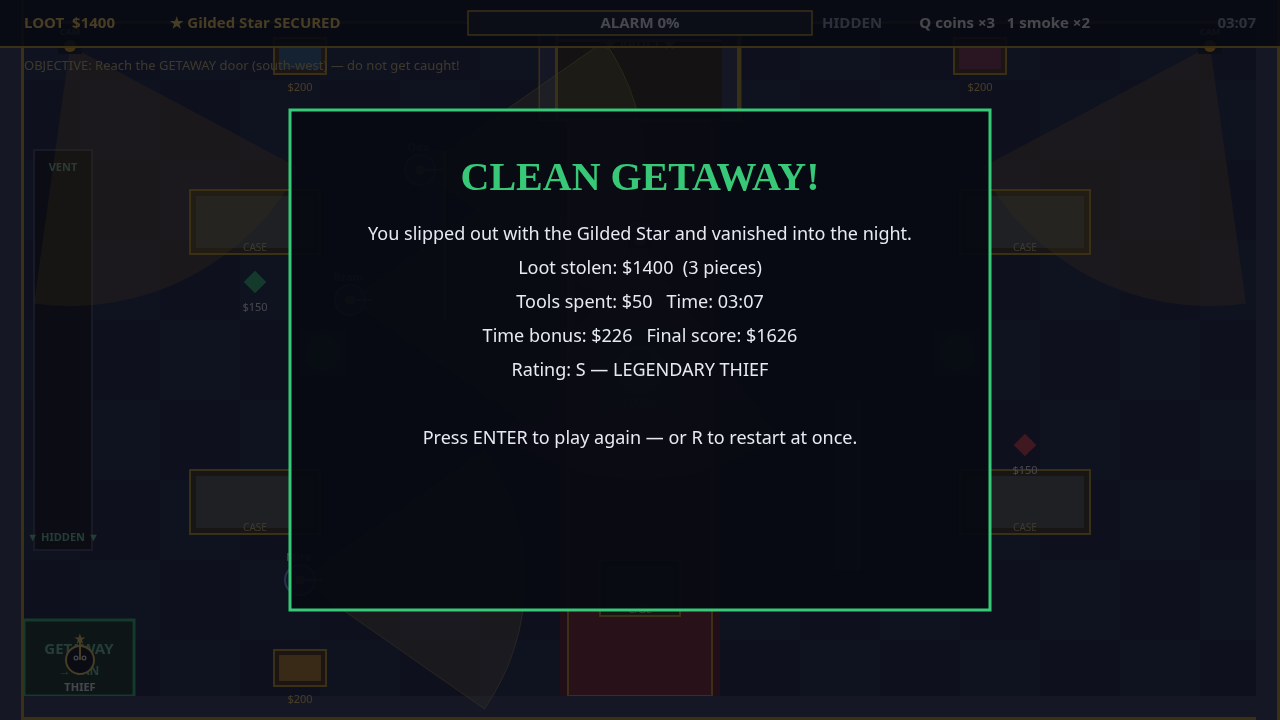 LOOT $1400 ★ Gilded Star SECURED ALARM 0% HIDDEN Q coins ×3 1 smoke ×2 03:07
OBJECTIVE: Reach the GETAWAY door (south-west) — do not get caught!
$200 $200
VENT
CLEAN GETAWAY!
You slipped out with the Gilded Star and vanished into the night.
Loot stolen: $1400 (3 pieces)
Tools spent: $50 Time: 03:07
Time bonus: $226 Final score: $1626
Rating: S — LEGENDARY THIEF
Press ENTER to play again — or R to restart at once.
CASE CASE
$150
$150
CASE CASE
▼ HIDDEN ▼
GETAWAY
THIEF
$200